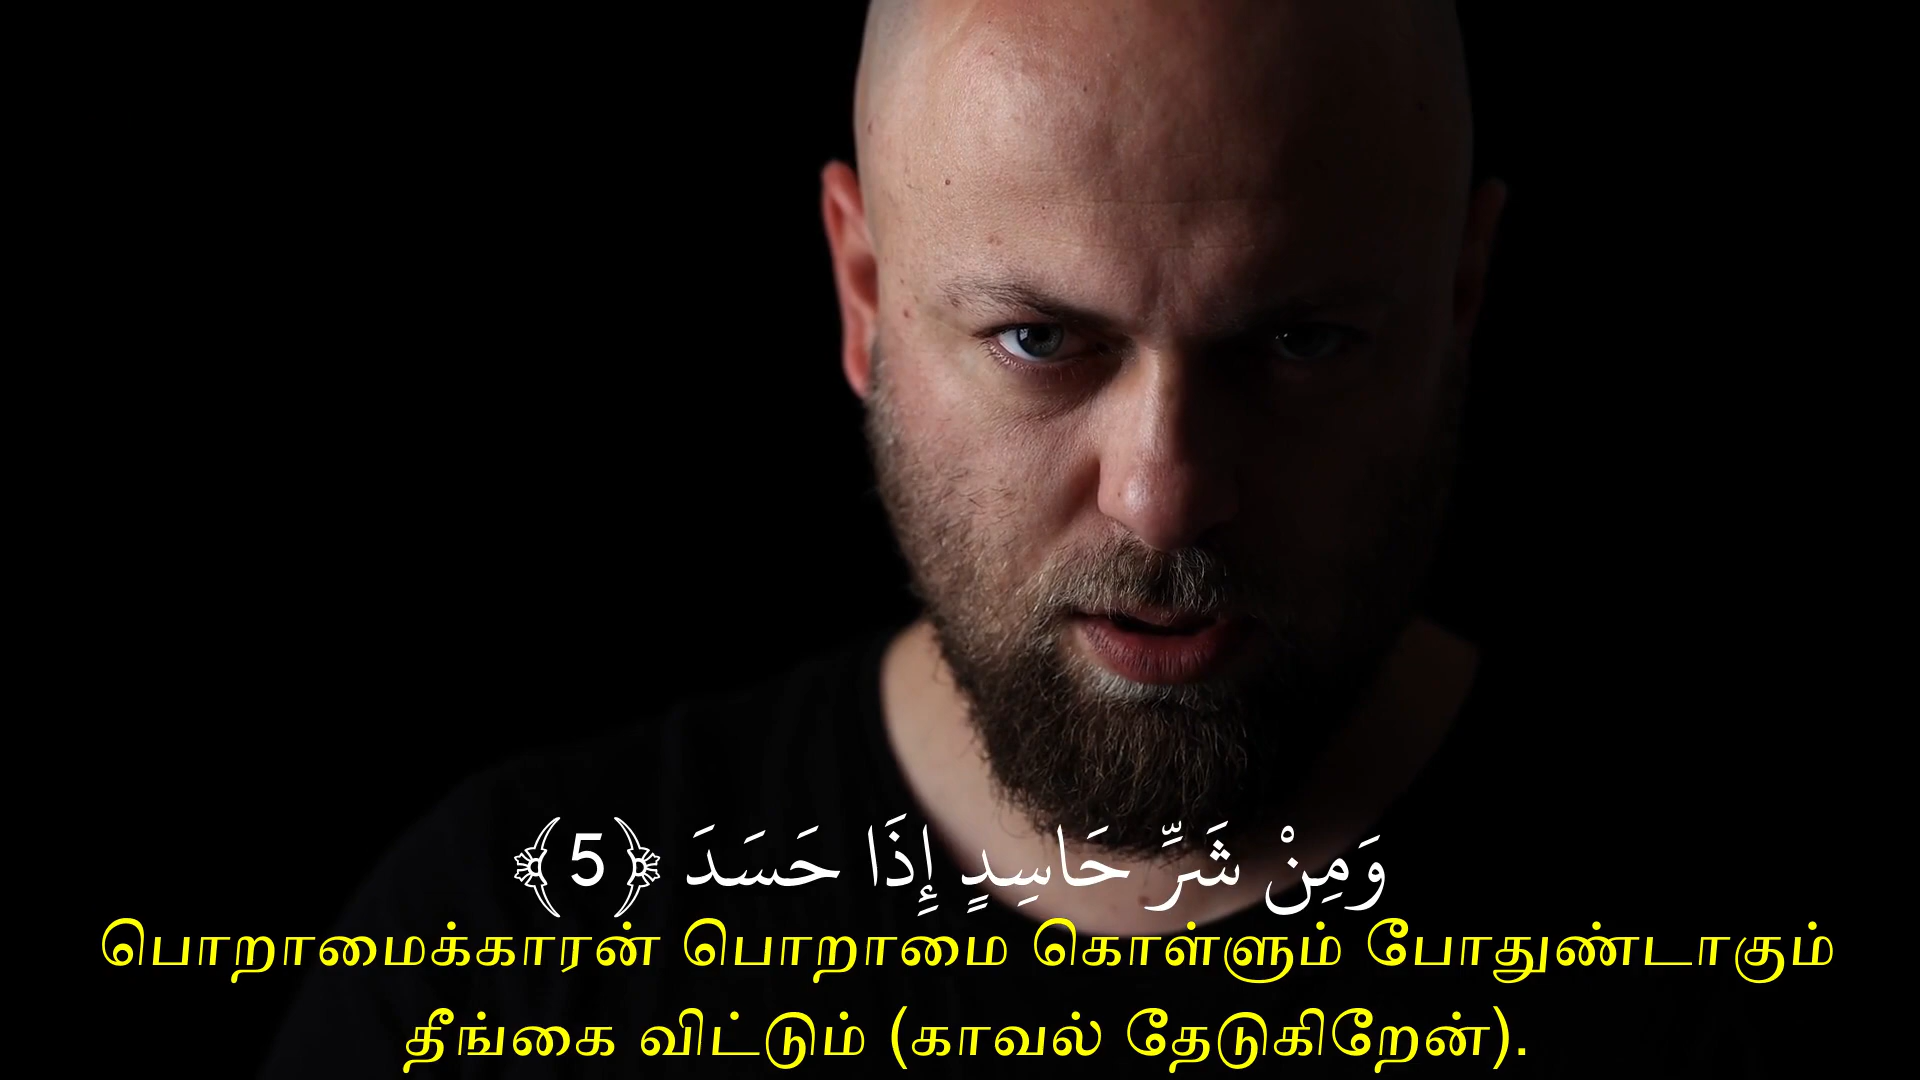 وَمِنْ شَرِّ حَاسِدٍ إِذَا حَسَدَ ﴿5﴾
பொறாமைக்காரன் பொறாமை கொள்ளும் போதுண்டாகும்
தீங்கை விட்டும் (காவல் தேடுகிறேன்).